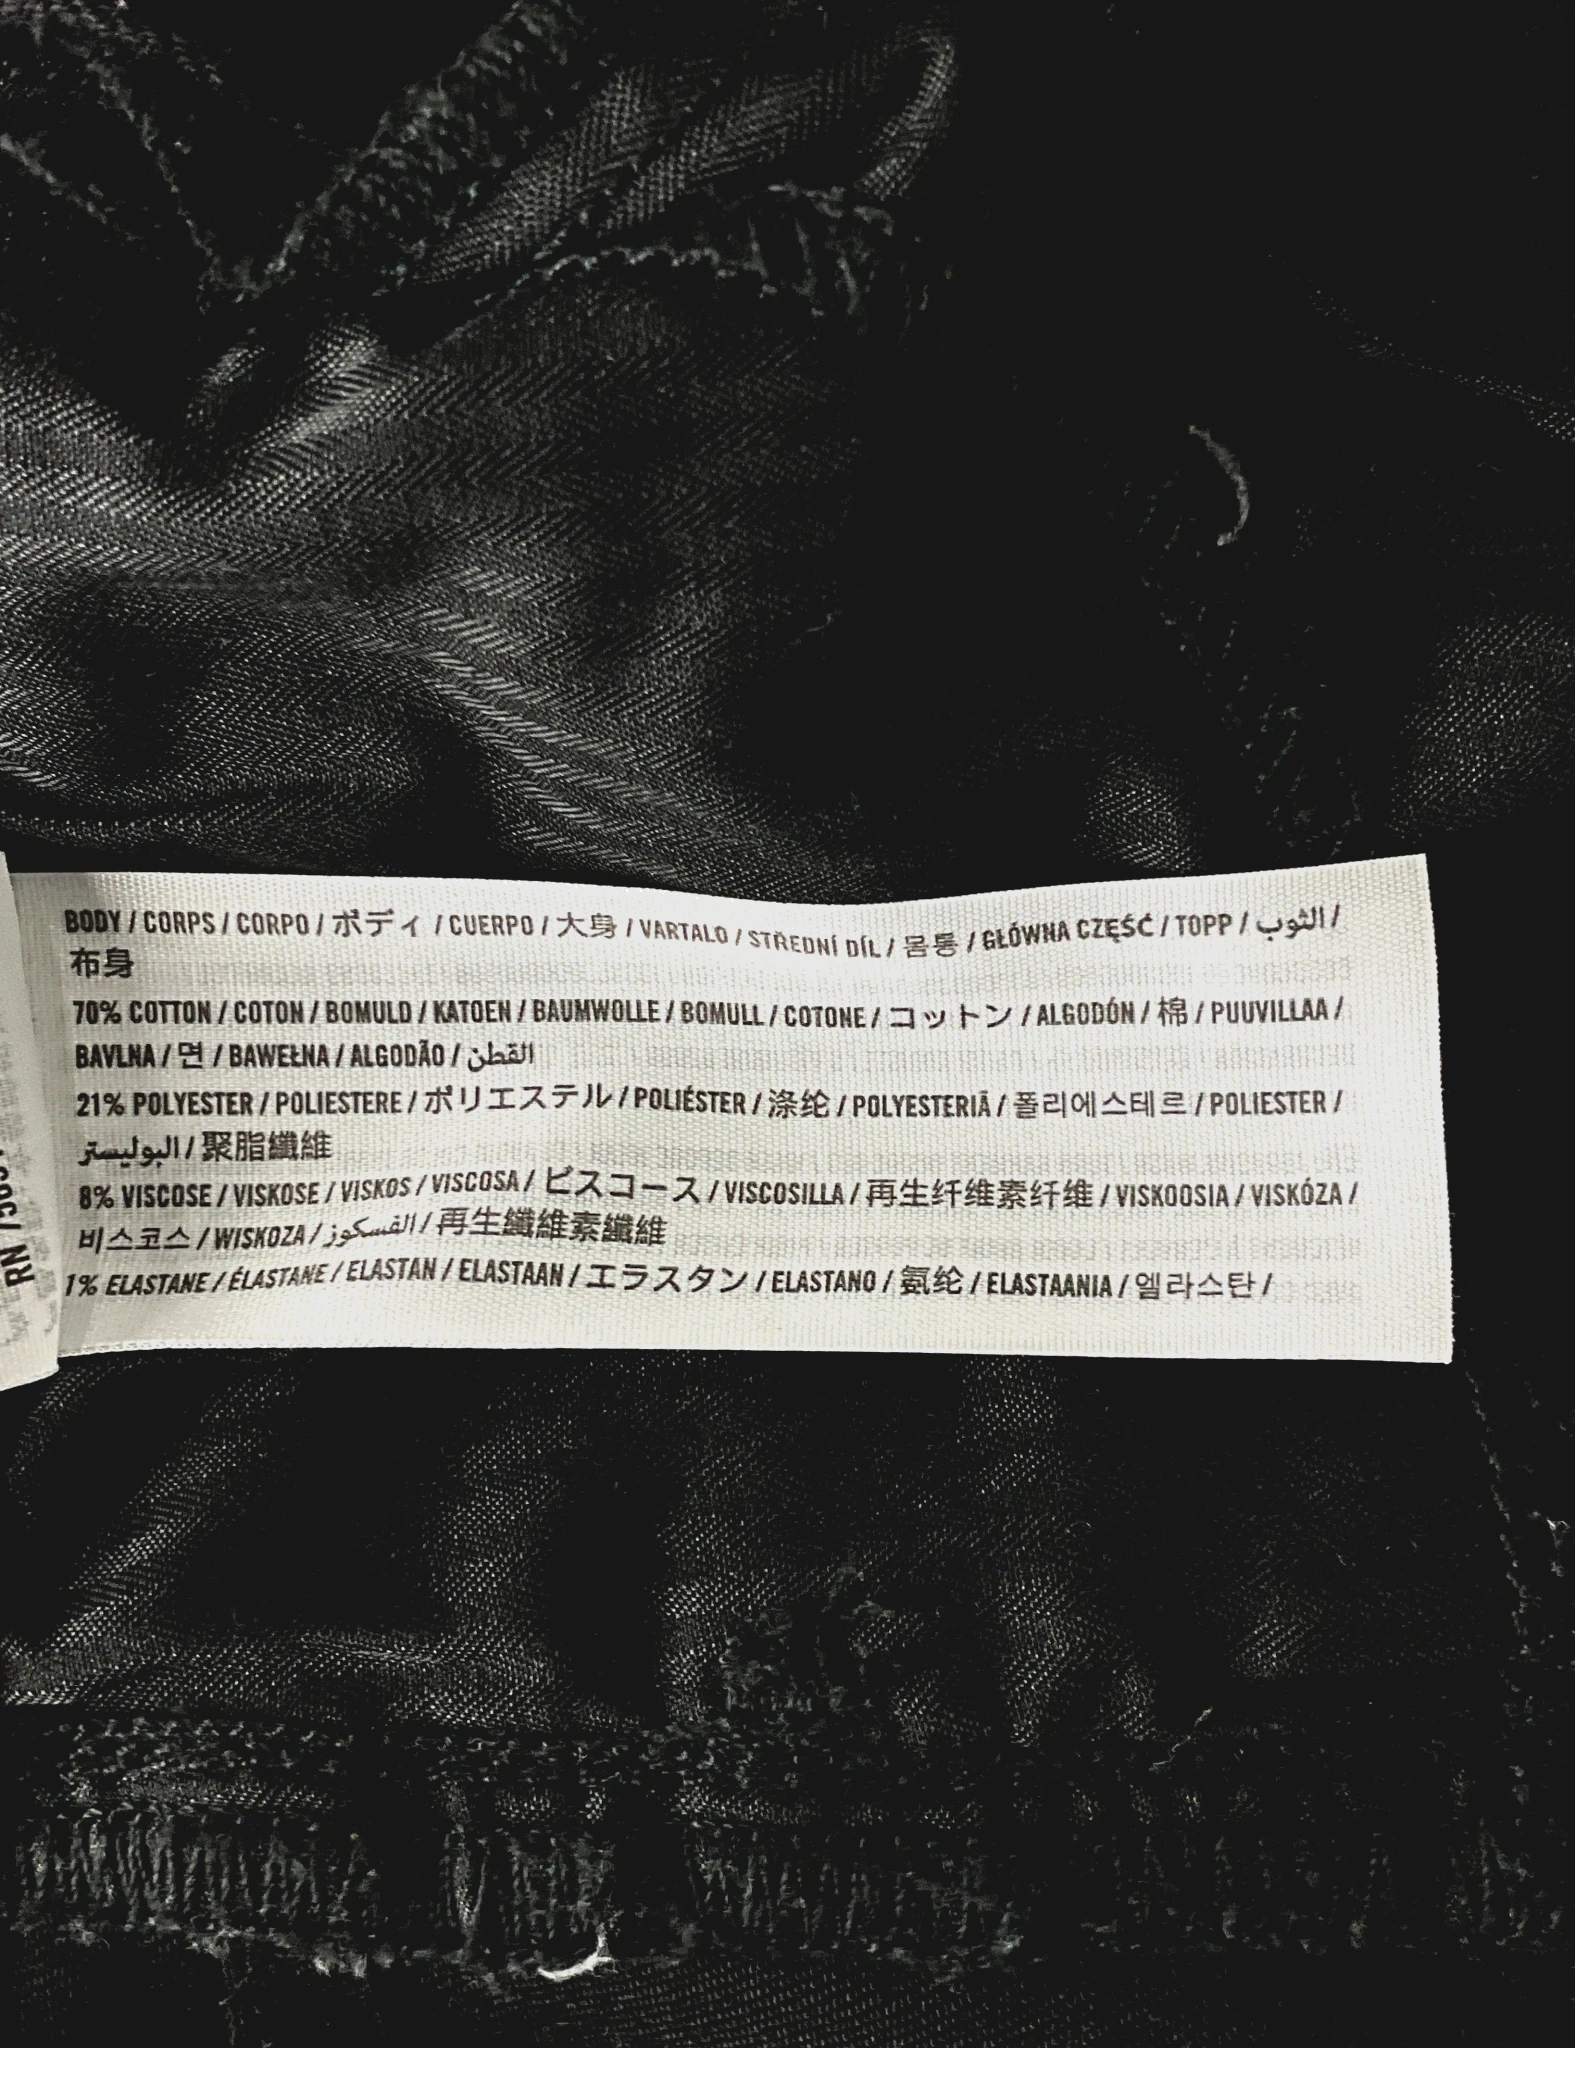 BODY / CORPS / CORPO / ボディ / CUERPO / 大身 / VARTALO / STŘEDNÍ DÍL / 몸통 / GŁÓWNA CZĘŚĆ / TOPP / الثوب /
布身
70% COTTON / COTON / BOMULD / KATOEN / BAUMWOLLE / BOMULL / COTONE / コットン / ALGODÓN / 棉 / PUUVILLAA /
BAVLNA / 면 / BAWEŁNA / ALGODÃO / القطن
21% POLYESTER / POLIESTERE / ポリエステル / POLIÉSTER / 涤纶 / POLYESTERIÄ / 폴리에스테르 / POLIESTER /
البوليستر / 聚脂纖維
8% VISCOSE / VISKOSE / VISKOS / VISCOSA / ビスコース / VISCOSILLA / 再生纤维素纤维 / VISKOOSIA / VISKÓZA /
비스코스 / WISKOZA / الفسكوز / 再生纖維素纖維
1% ELASTANE / ÉLASTANE / ELASTAN / ELASTAAN / エラスタン / ELASTANO / 氨纶 / ELASTAANIA / 엘라스탄 /
RN /